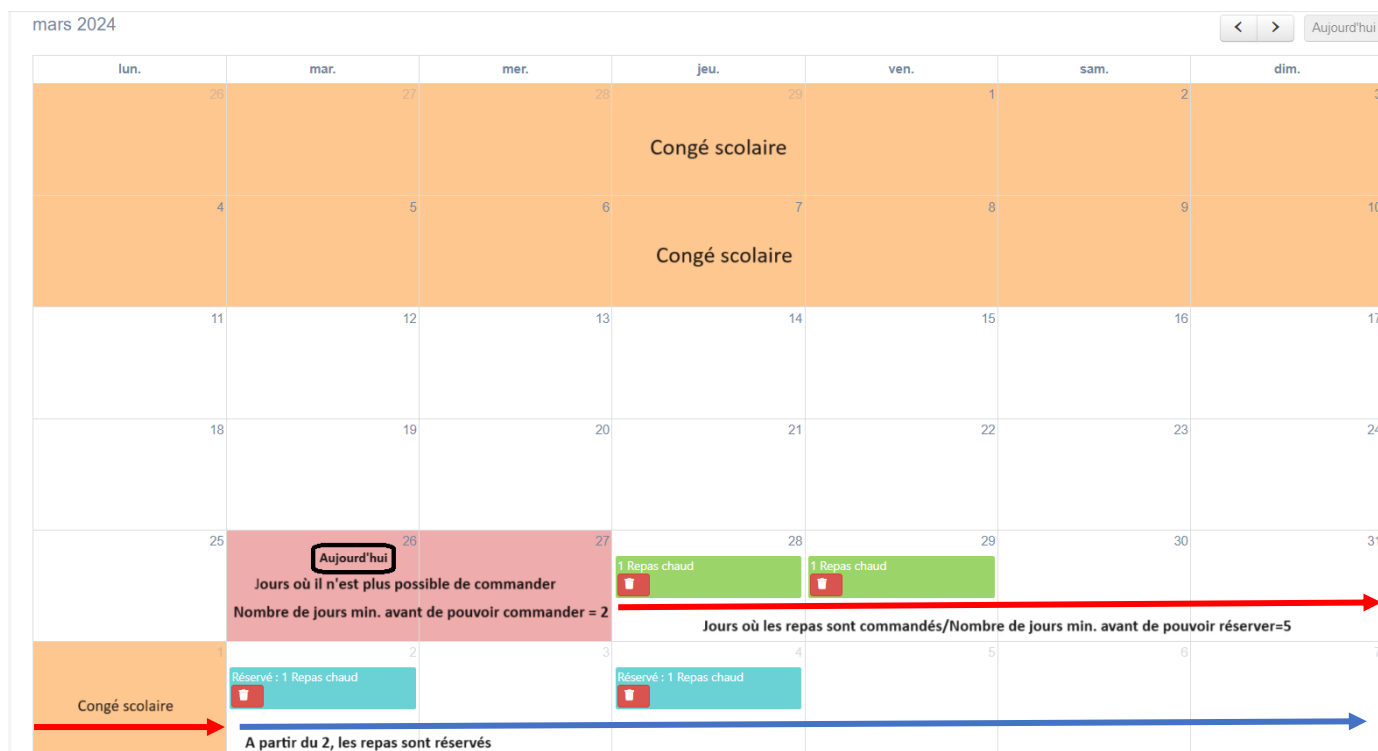 mars 2024
< > Aujourd'hui
lun. mar. mer. jeu. ven. sam. dim.
26 27 28 29 1 2 3
Congé scolaire
4 5 6 7 8 9 10
Congé scolaire
11 12 13 14 15 16 17
18 19 20 21 22 23 24
25 26 27 28 29 30 31
Aujourd'hui
1 Repas chaud 1 Repas chaud
Jours où il n'est plus possible de commander
Nombre de jours min. avant de pouvoir commander = 2
Jours où les repas sont commandés/Nombre de jours min. avant de pouvoir réserver=5
1 2 3 4 5 6 7
Réservé : 1 Repas chaud Réservé : 1 Repas chaud
Congé scolaire
A partir du 2, les repas sont réservés